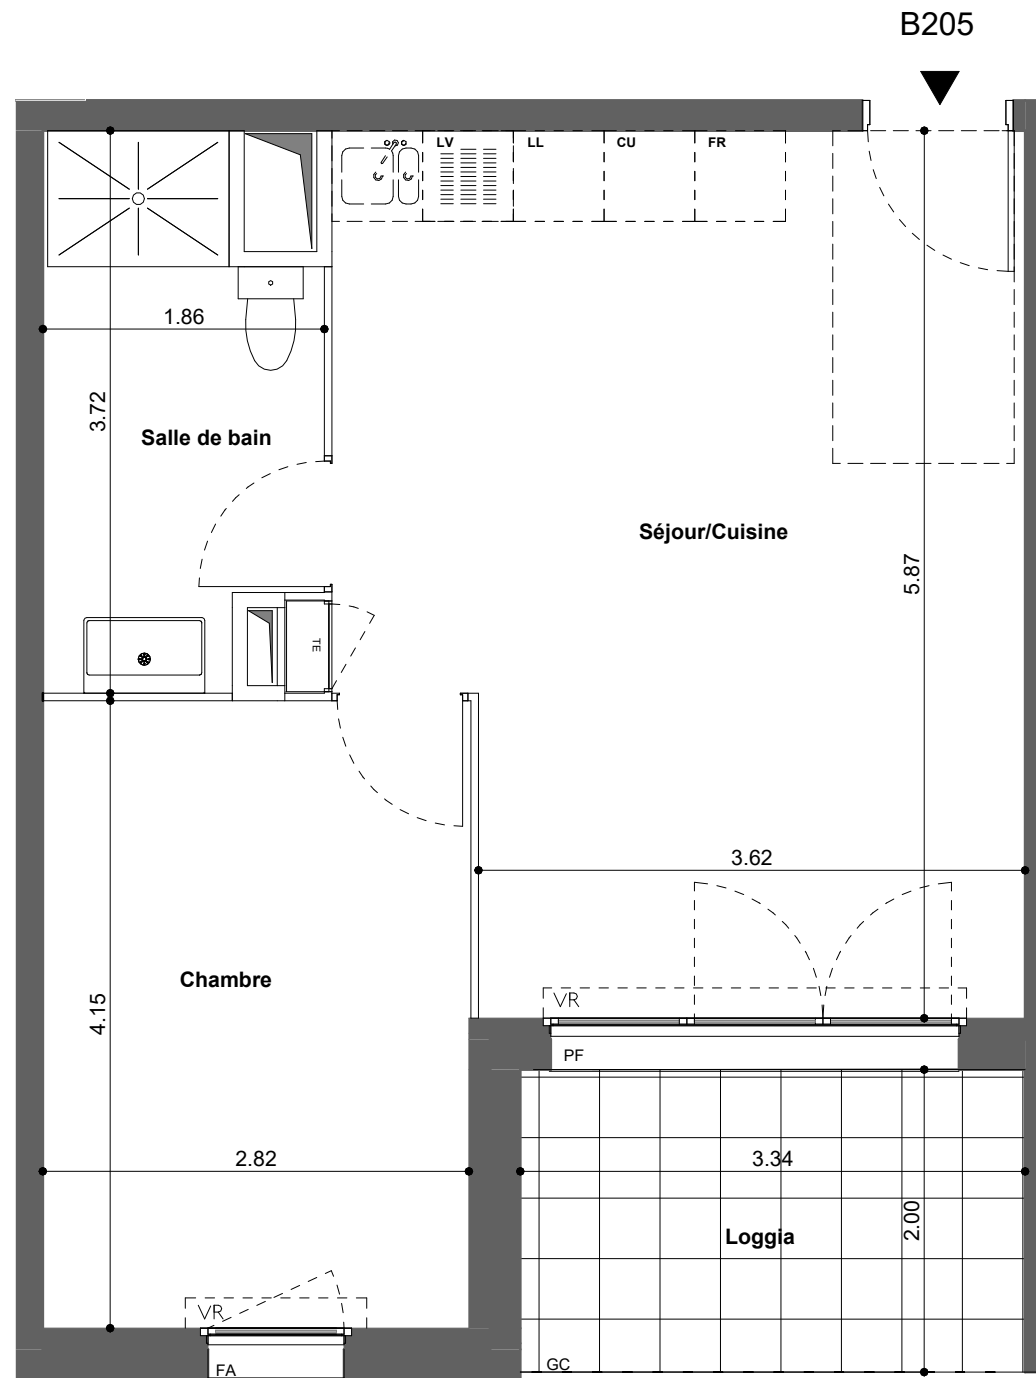 B205
LV
LL
CU
FR
1.86
3.72
Salle de bain
Séjour/Cuisine
5.87
TE
3.62
Chambre
4.15
VR
PF
2.82
3.34
2.00
Loggia
VR
FA
GC